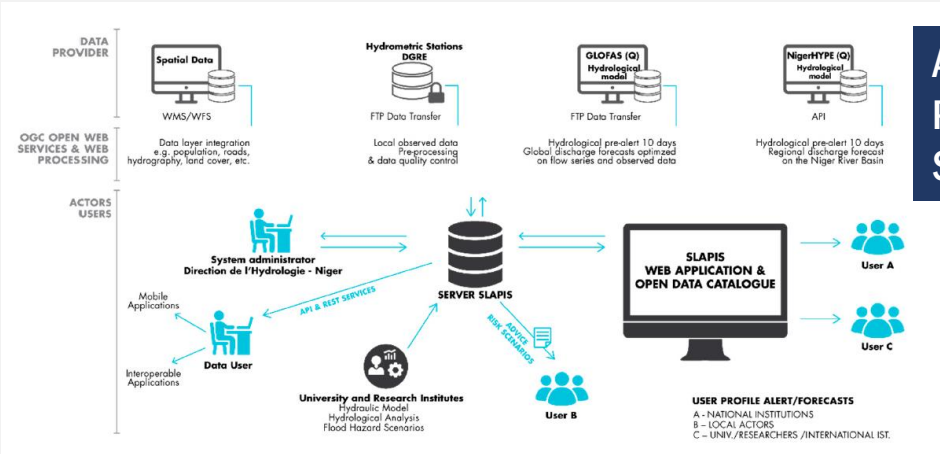 DATA
PROVIDER
Spatial Data
WMS/WFS
Hydrometric Stations
DGRE
FTP Data Transfer
GLOFAS (Q)
Hydrological
model
FTP Data Transfer
NigerHYPE (Q)
Hydrological
model
API
OGC OPEN WEB
SERVICES & WEB
PROCESSING
Data layer integration
e.g. population, roads,
hydrography, land cover, etc.
Local observed data
Pre-processing
& data quality control
Hydrological pre-alert 10 days
Global discharge forecasts optimzed
on flow series and observed data
Hydrological pre-alert 10 days
Regional discharge forecast
on the Niger River Basin
ACTORS
USERS
System administrator
Direction de l'Hydrologie - Niger
SERVER SLAPIS
SLAPIS
WEB APPLICATION &
OPEN DATA CATALOGUE
User A
User C
API & REST SERVICES
Mobile
Applications
Data User
Interoperable
Applications
University and Research Institutes
Hydraulic Model
Hydrological Analysis
Flood Hazard Scenarios
ADVICE
RISK SCENARIOS
User B
USER PROFILE ALERT/FORECASTS
A - NATIONAL INSTITUTIONS
B – LOCAL ACTORS
C – UNIV./RESEARCHERS /INTERNATIONAL IST.